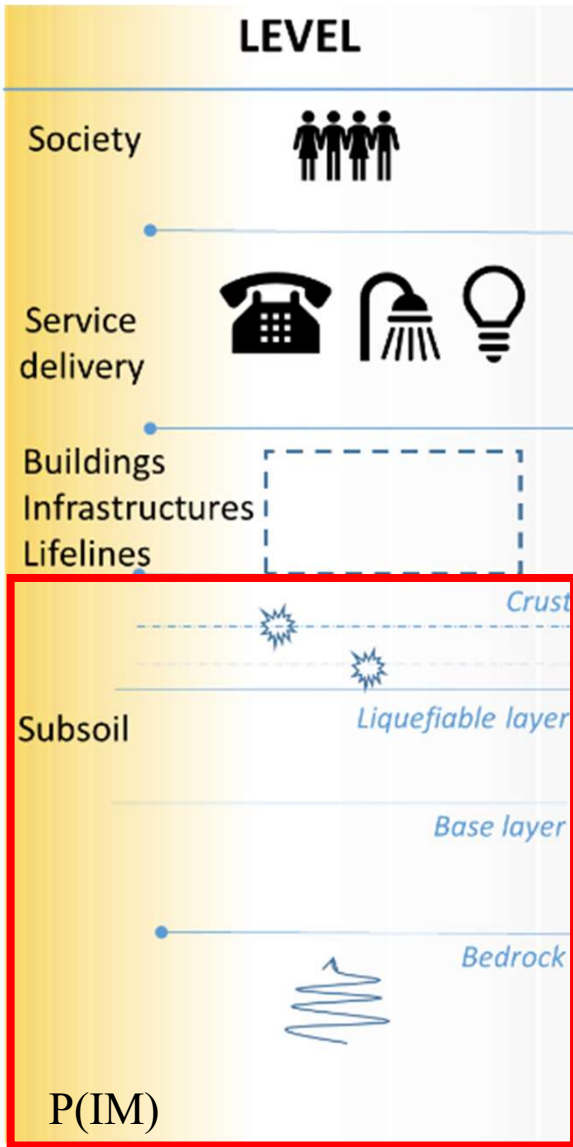 LEVEL
Society
Service
delivery
Buildings
Infrastructures
Lifelines
Crust
Subsoil
Liquefiable layer
Base layer
Bedrock
P(IM)